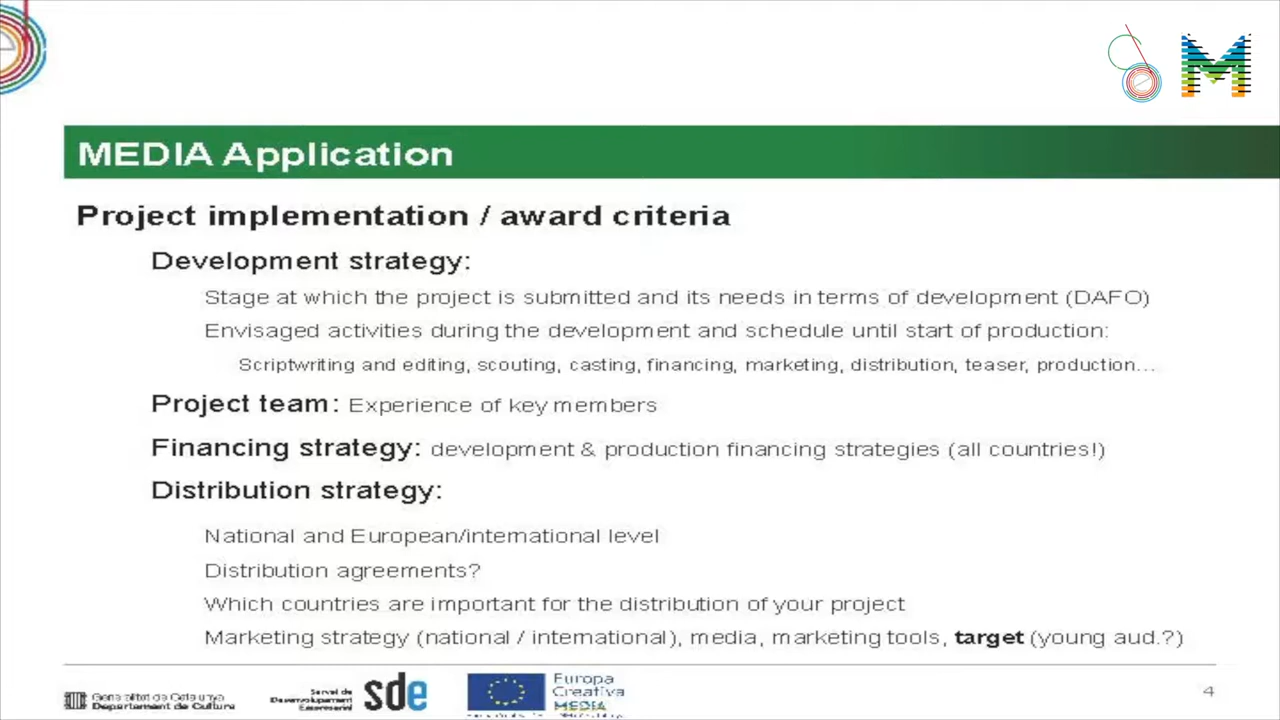 MEDIA Application
Project implementation / award criteria
Development strategy:
Stage at which the project is submitted and its needs in terms of development (DAFO)
Envisaged activities during the development and schedule until start of production:
Scriptwriting and editing, scouting, casting, financing, marketing, distribution, teaser, production...
Project team: Experience of key members
Financing strategy: development & production financing strategies (all countries!)
Distribution strategy:
National and European/international level
Distribution agreements?
Which countries are important for the distribution of your project
Marketing strategy (national / international), media, marketing tools, target (young aud.?)
Generalitat de Catalunya
Departament de Cultura
Servei de
Desenvolupament
Empresarial
sde
Europa
Creativa
MEDIA
4